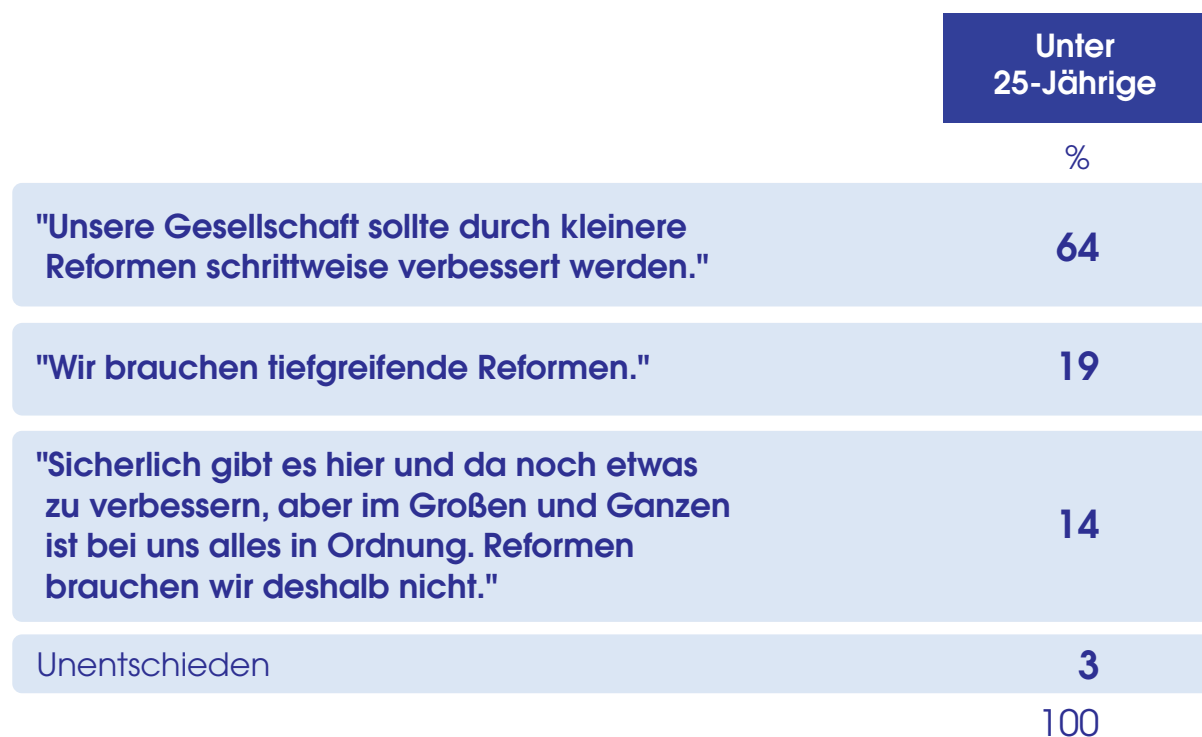 Unter
25-Jährige
%
"Unsere Gesellschaft sollte durch kleinere
Reformen schrittweise verbessert werden."
64
"Wir brauchen tiefgreifende Reformen."
19
"Sicherlich gibt es hier und da noch etwas
zu verbessern, aber im Großen und Ganzen
ist bei uns alles in Ordnung. Reformen
brauchen wir deshalb nicht."
14
Unentschieden
3
100